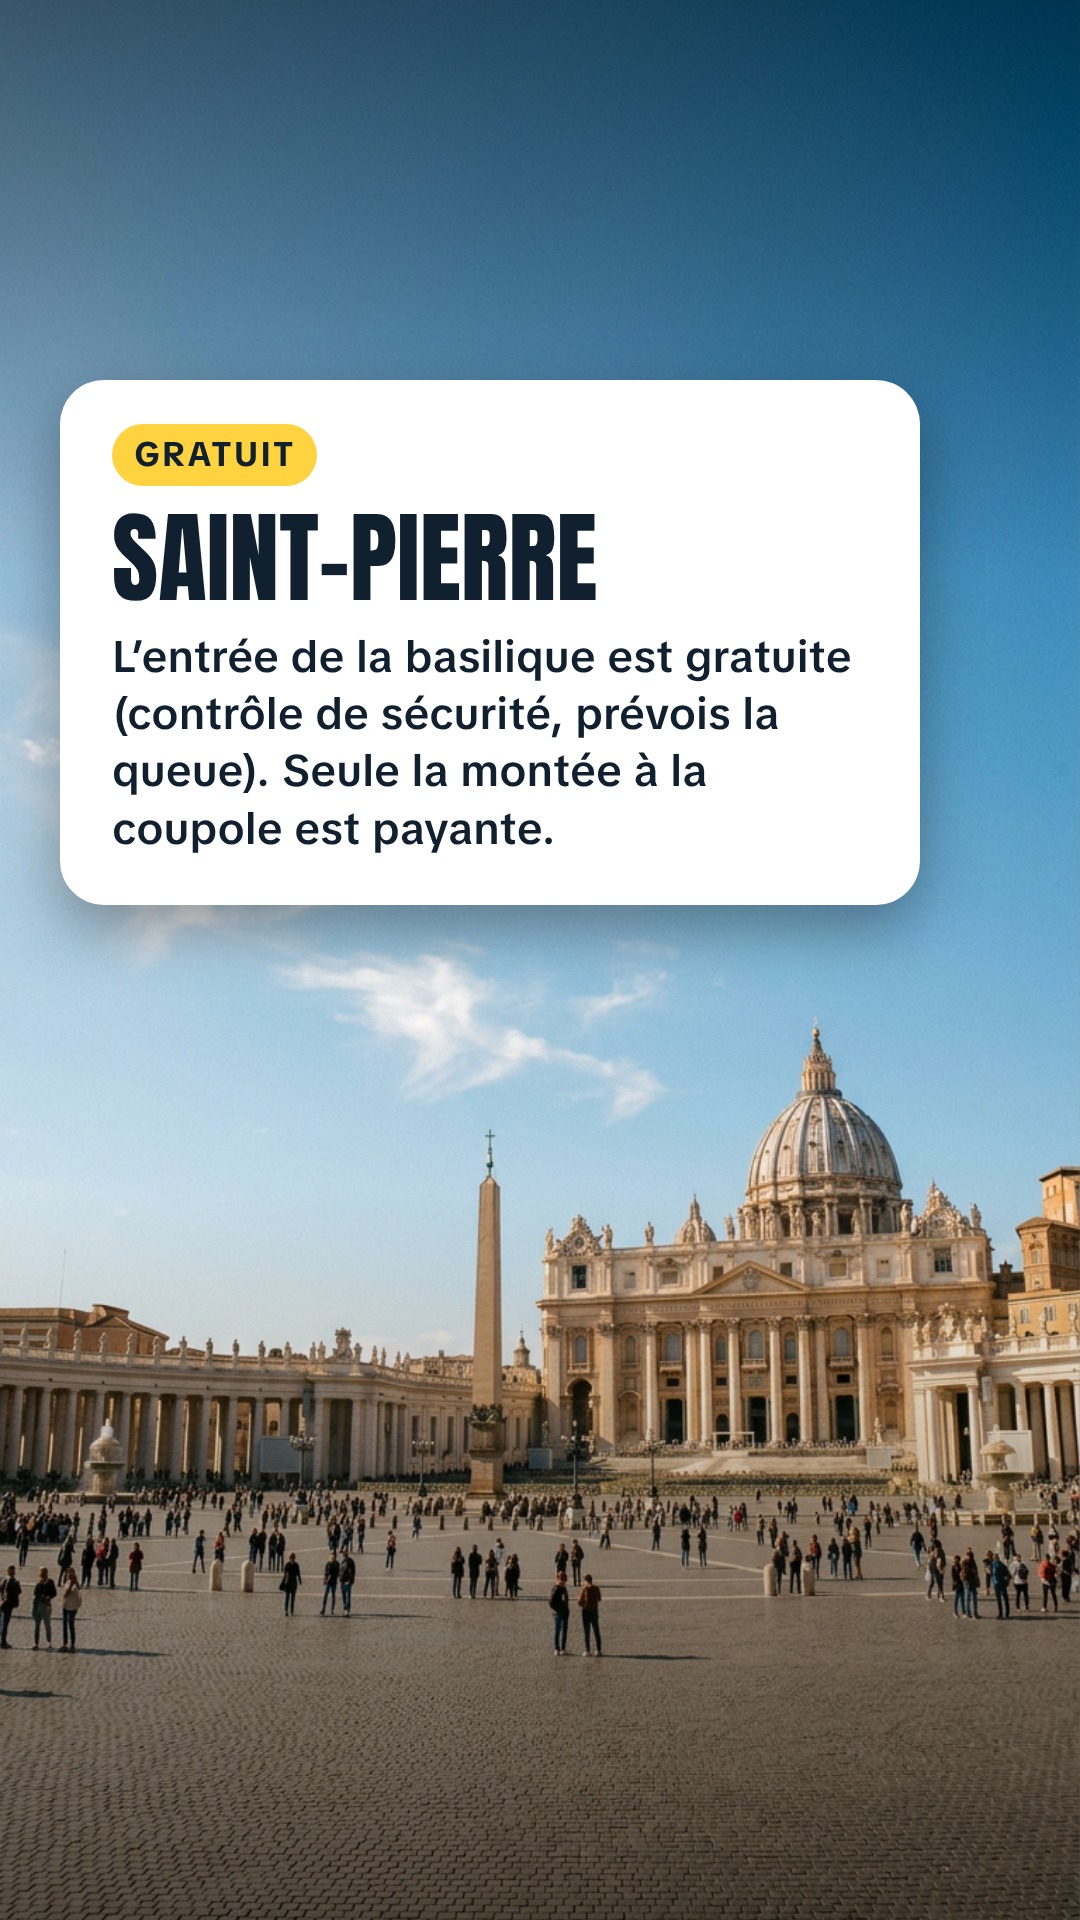 GRATUIT
SAINT-PIERRE
L’entrée de la basilique est gratuite
(contrôle de sécurité, prévois la
queue). Seule la montée à la
coupole est payante.